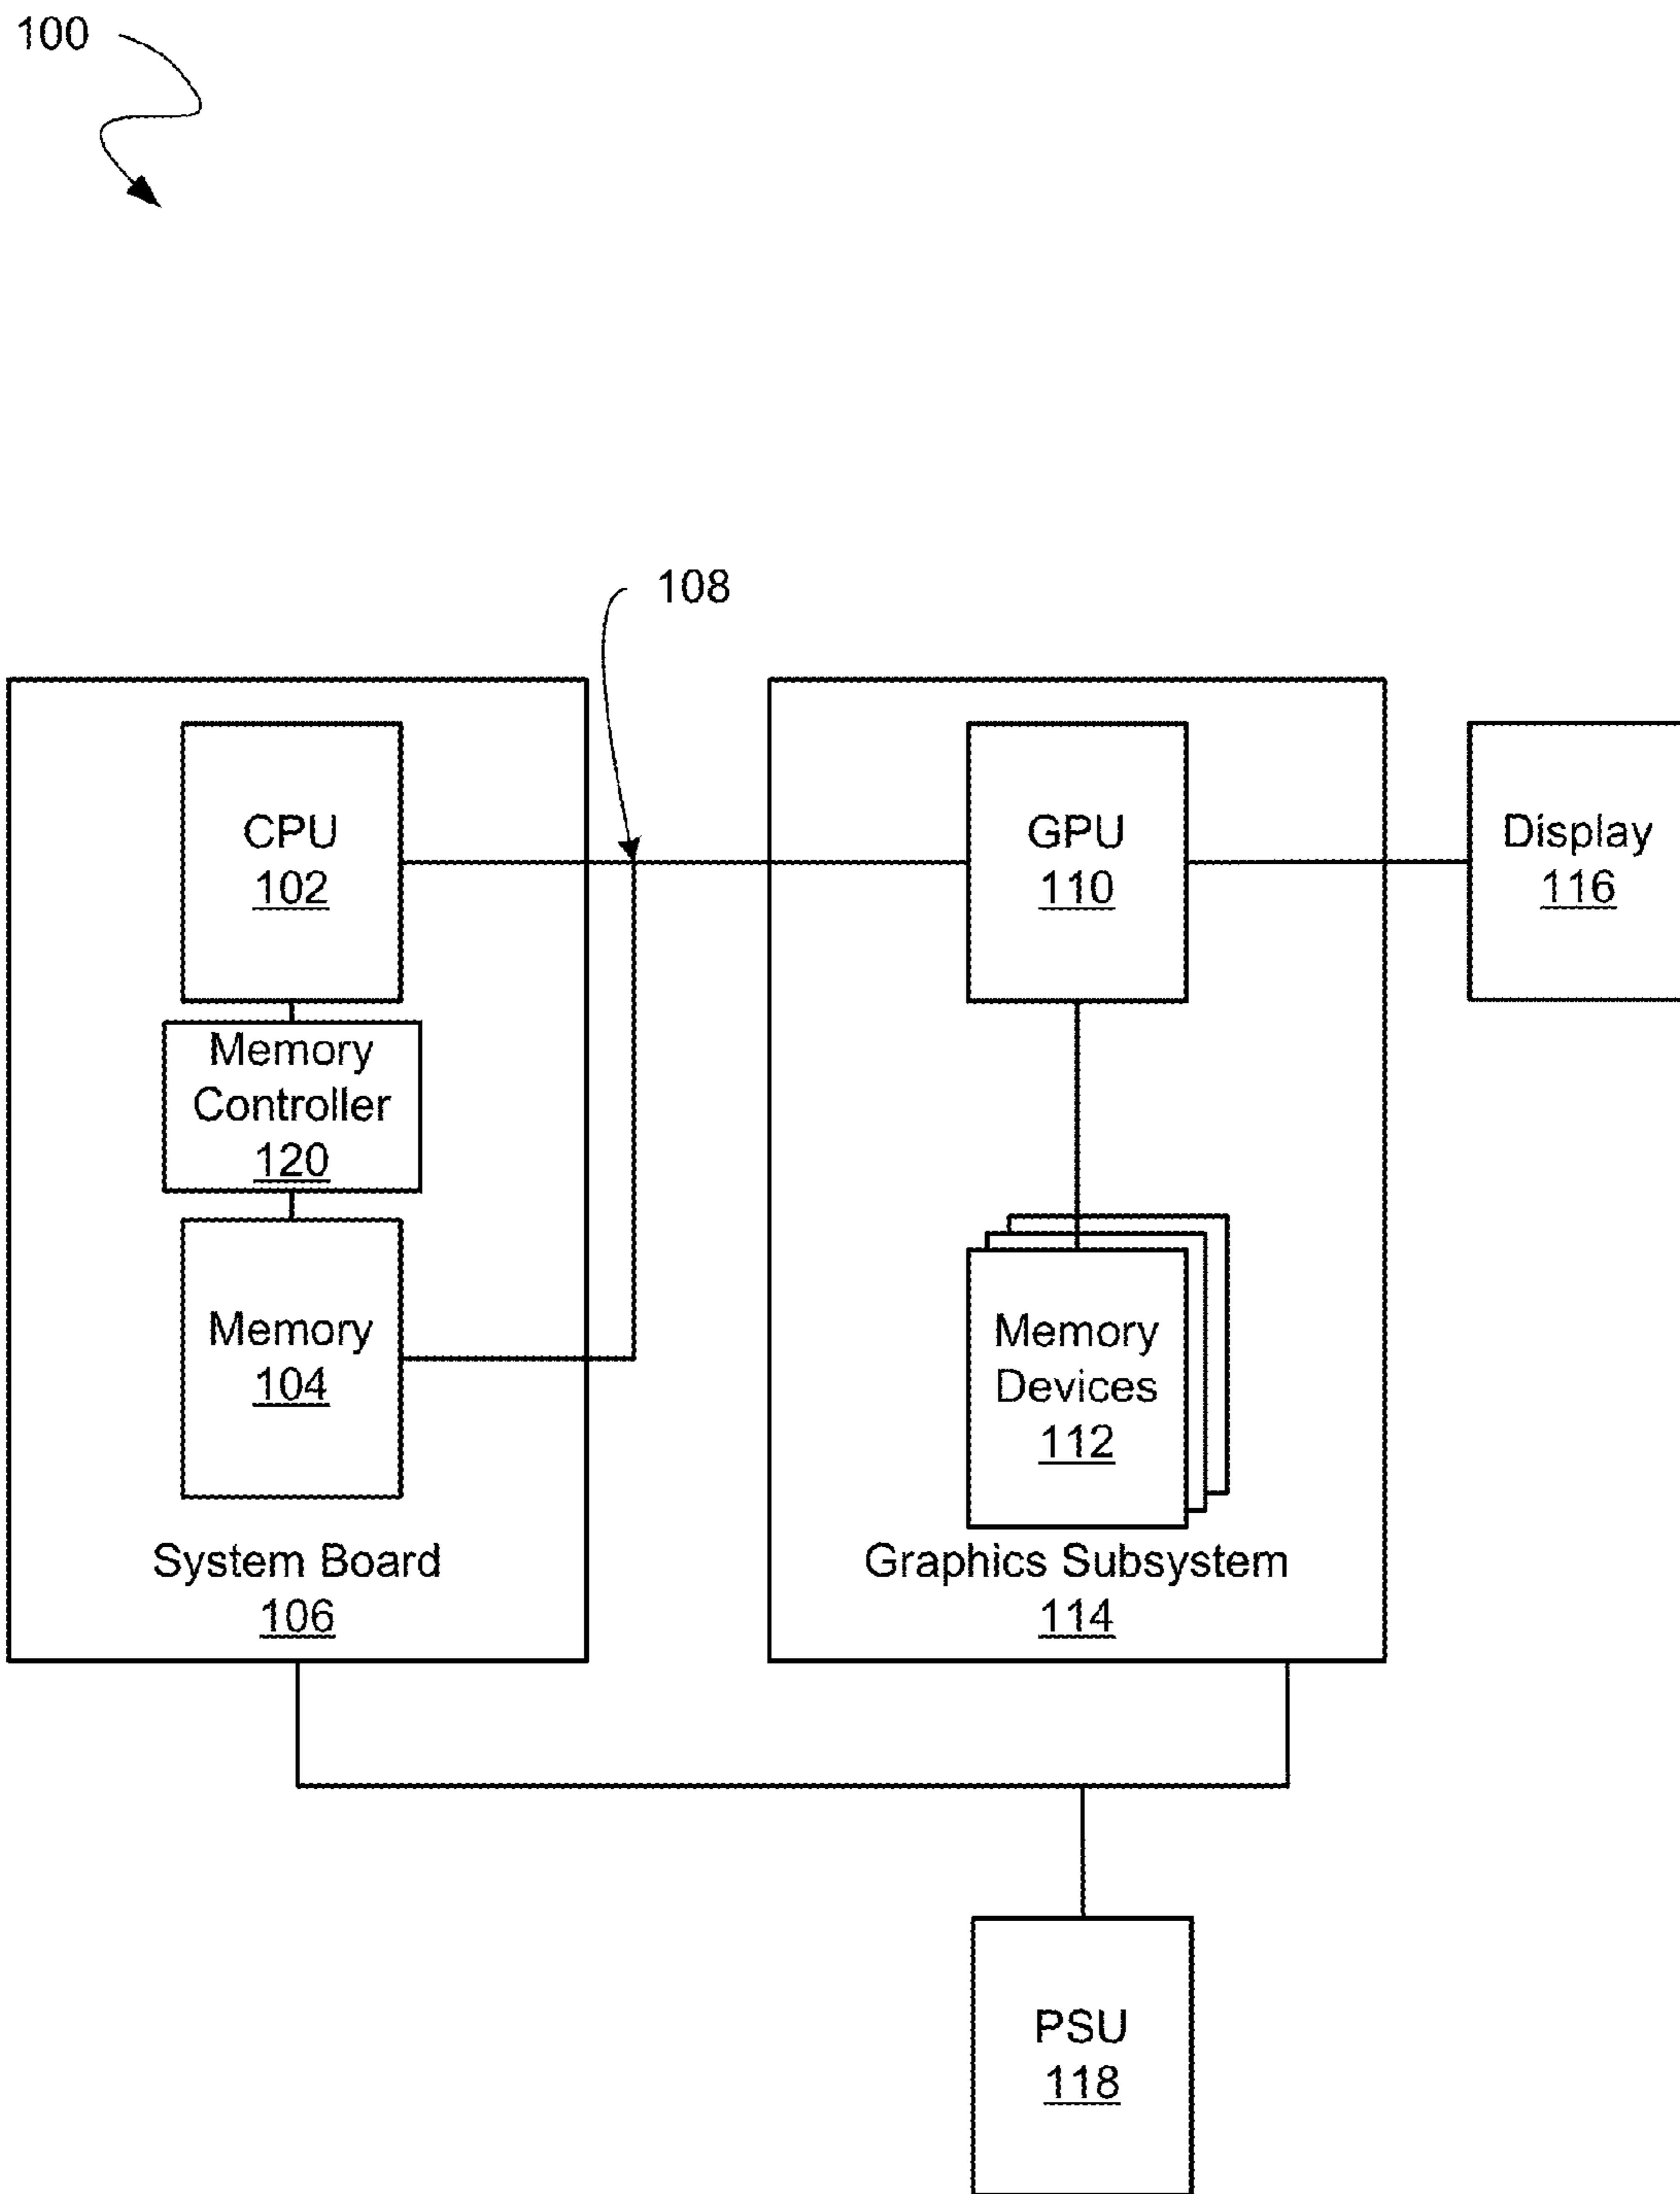 100
108
CPU
102
GPU
110
Display
116
Memory
Controller
120
Memory
104
Memory
Devices
112
System Board
106
Graphics Subsystem
114
PSU
118